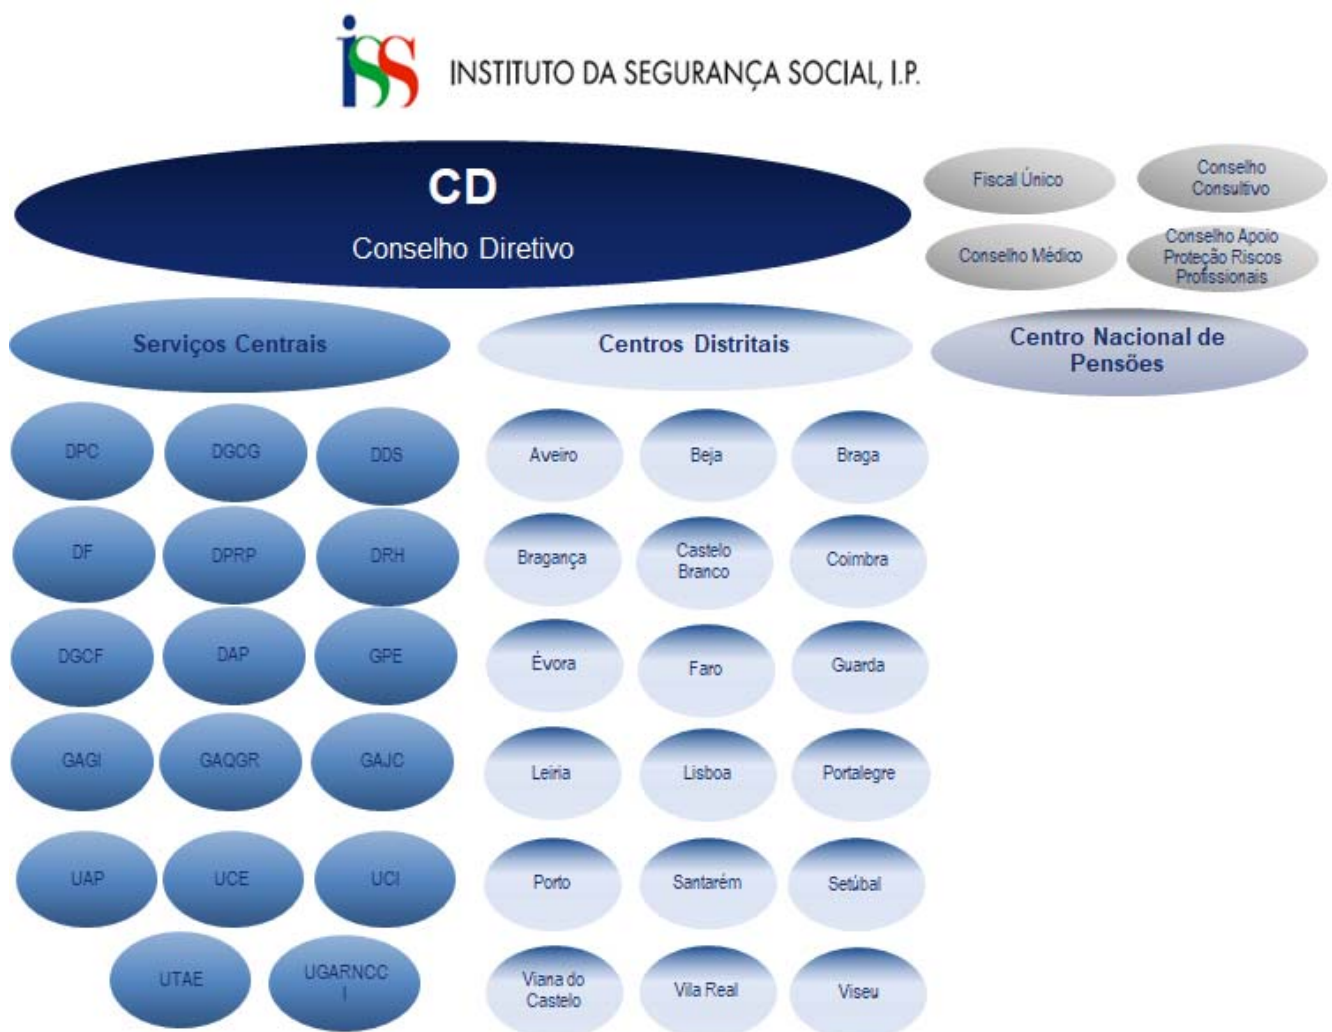 iss
INSTITUTO DA SEGURANÇA SOCIAL, I.P.
CD
Conselho Diretivo
Fiscal Único
Conselho
Consultivo
Conselho Médico
Conselho Apoio
Proteção Riscos
Profissionais
Serviços Centrais
Centros Distritais
Centro Nacional de
Pensões
DPC
DGCG
DDS
DF
DPRP
DRH
DGCF
DAP
GPE
GAGI
GAQGR
GAJC
UAP
UCE
UCI
UTAE
UGARNCC
I
Aveiro
Beja
Braga
Bragança
Castelo
Branco
Coimbra
Évora
Faro
Guarda
Leiria
Lisboa
Portalegre
Porto
Santarém
Setúbal
Viana do
Castelo
Vila Real
Viseu